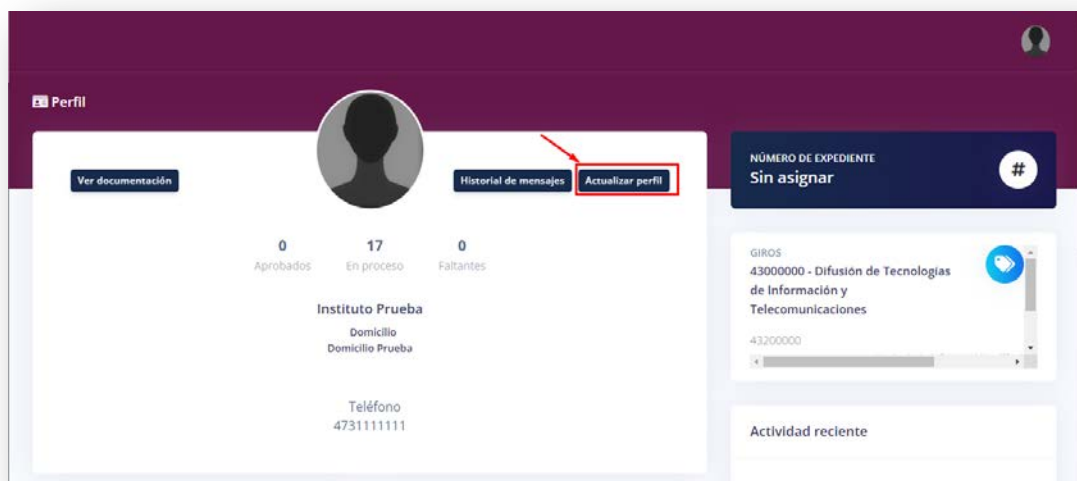 Perfil
Ver documentación
Historial de mensajes
Actualizar perfil
0
17
0
Aprobados
En proceso
Faltantes
Instituto Prueba
Domicilio
Domicilio Prueba
Teléfono
4731111111
NÚMERO DE EXPEDIENTE
Sin asignar
#
GIROS
43000000 - Difusión de Tecnologías
de Información y
Telecomunicaciones
43200000
Actividad reciente